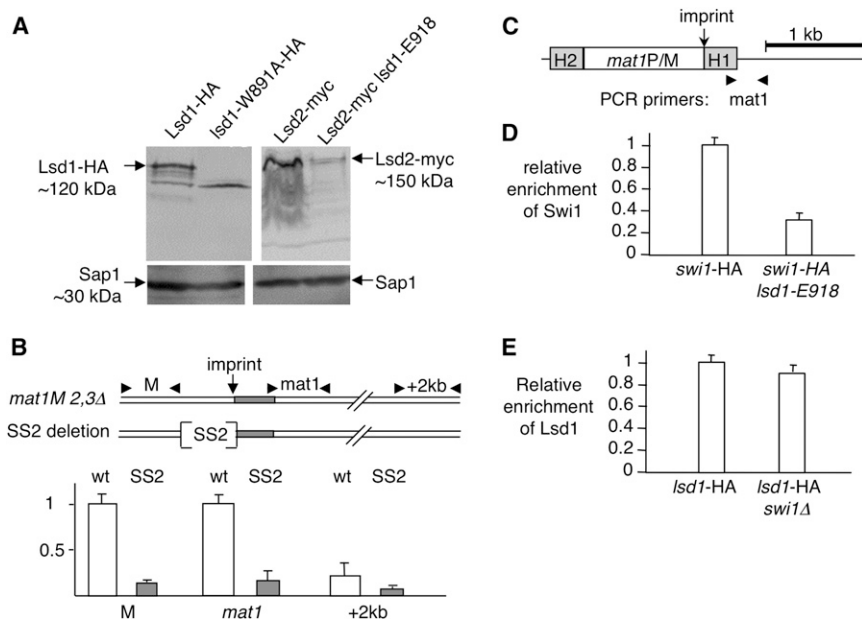 A
Lsd1-HA
lsd1-W891A-HA
Lsd2-myc
Lsd2-myc lsd1-E918
Lsd1-HA
~120 kDa
Lsd2-myc
~150 kDa
Sap1
~30 kDa
Sap1
B
imprint
M
mat1
+2kb
mat1M 2,3Δ
SS2 deletion
SS2
wt SS2 wt SS2 wt SS2
1
0.5
M mat1 +2kb
C
imprint
1 kb
H2 mat1P/M H1
PCR primers: mat1
D
relative
enrichment
of Swi1
1
0.8
0.6
0.4
0.2
0
swi1-HA
swi1-HA
lsd1-E918
E
Relative
enrichment
of Lsd1
1
0.8
0.6
0.4
0.2
0
lsd1-HA
lsd1-HA
swi1Δ